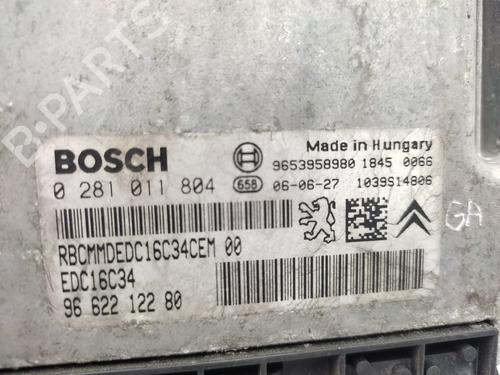 B-PARTS
BOSCH
Made in Hungary
9653958980 1845 0066
0 281 011 804 658 06-06-27 1039S14806
RBCMMDEDC16C34CEM 00
EDC16C34
96 622 122 80
GA